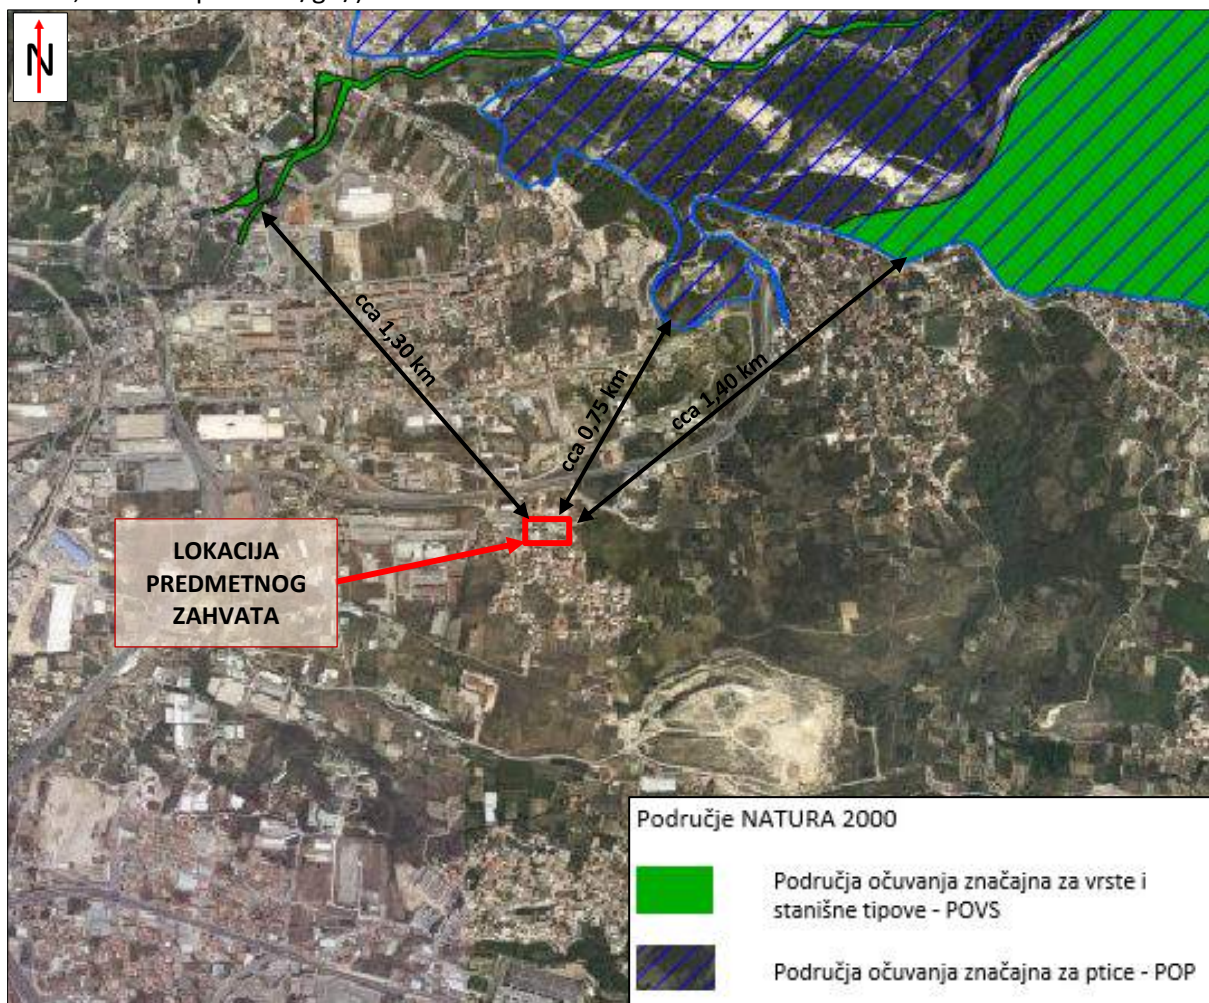 N
cca 1,30 km
cca 0,75 km
cca 1,40 km
LOKACIJA
PREDMETNOG
ZAHVATA
Područje NATURA 2000
Područja očuvanja značajna za vrste i
stanišne tipove - POVS
Područja očuvanja značajna za ptice - POP